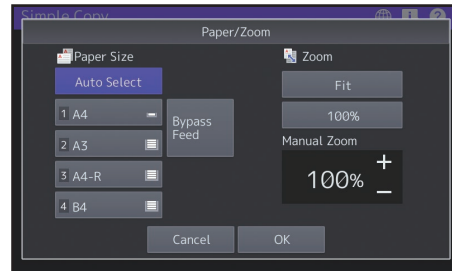 Simple Copy
Paper/Zoom
Paper Size
Auto Select
1 A4
2 A3
3 A4-R
4 B4
Bypass
Feed
Zoom
Fit
100%
Manual Zoom
100%
+
−
Cancel
OK